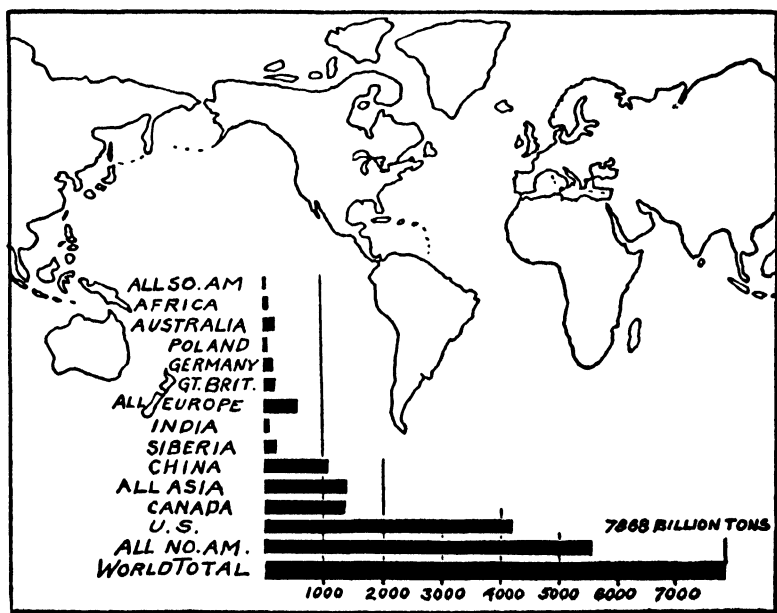 ALL SO. AM
AFRICA
AUSTRALIA
POLAND
GERMANY
GT. BRIT.
ALL EUROPE
INDIA
SIBERIA
CHINA
ALL ASIA
CANADA
U.S. 7868 BILLION TONS
ALL NO. AM.
WORLD TOTAL
1000 2000 3000 4000 5000 6000 7000